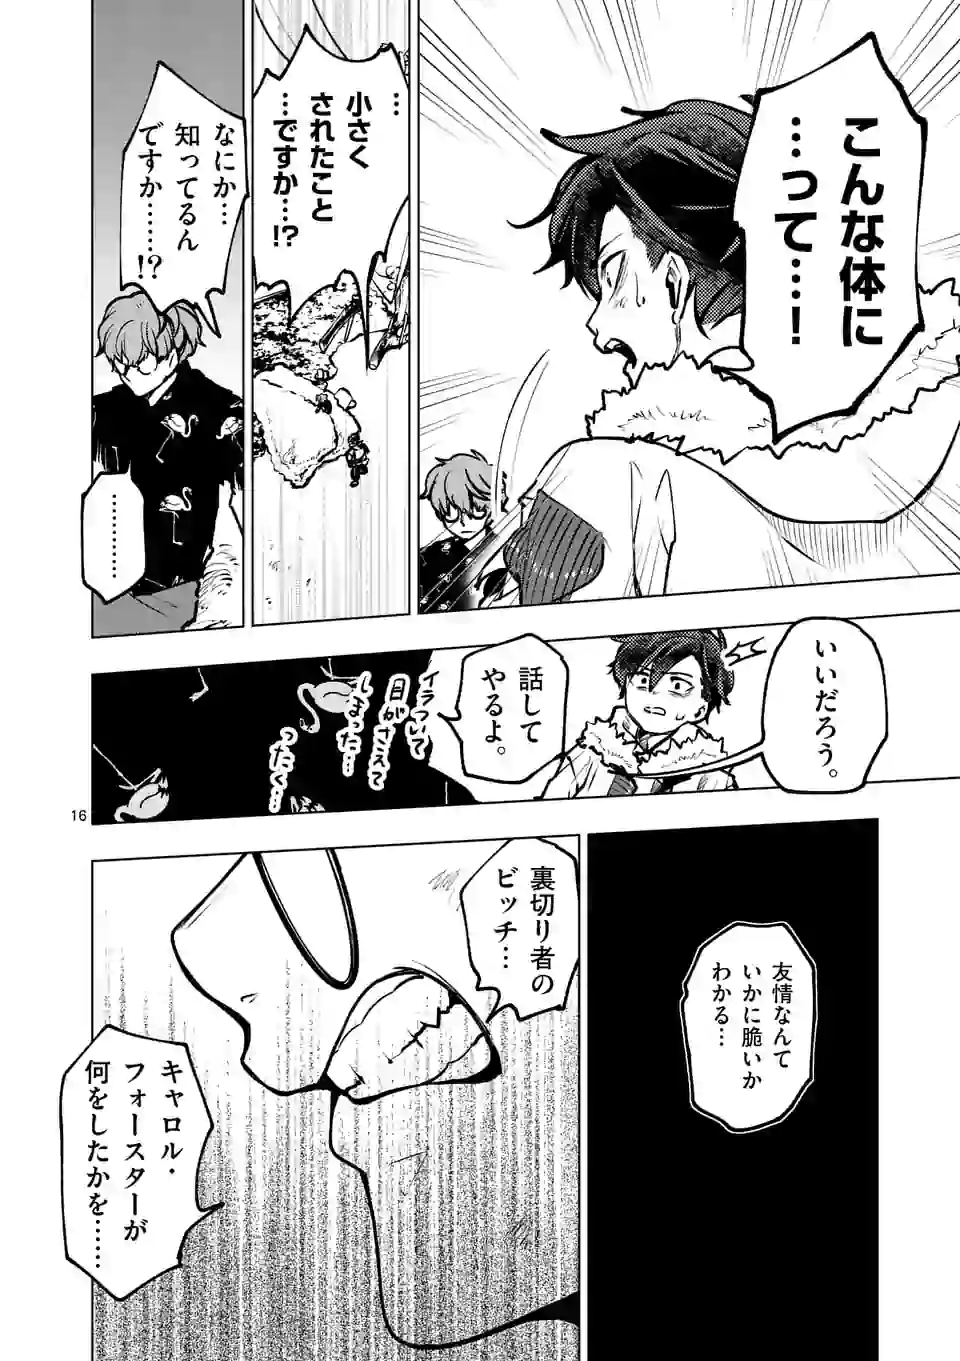 こんな体に
…って…！
…
小さく
されたこと
…ですか…!?
なにか…
知ってるん
ですか……!?
………
いいだろう。
話して
やるよ。
イラついて
目がさえて
しまった…
ったく…
16
友情なんて
いかに脆いか
わかる…
裏切り者の
ビッチ…
キャロル・
フォースターが
何をしたかを……